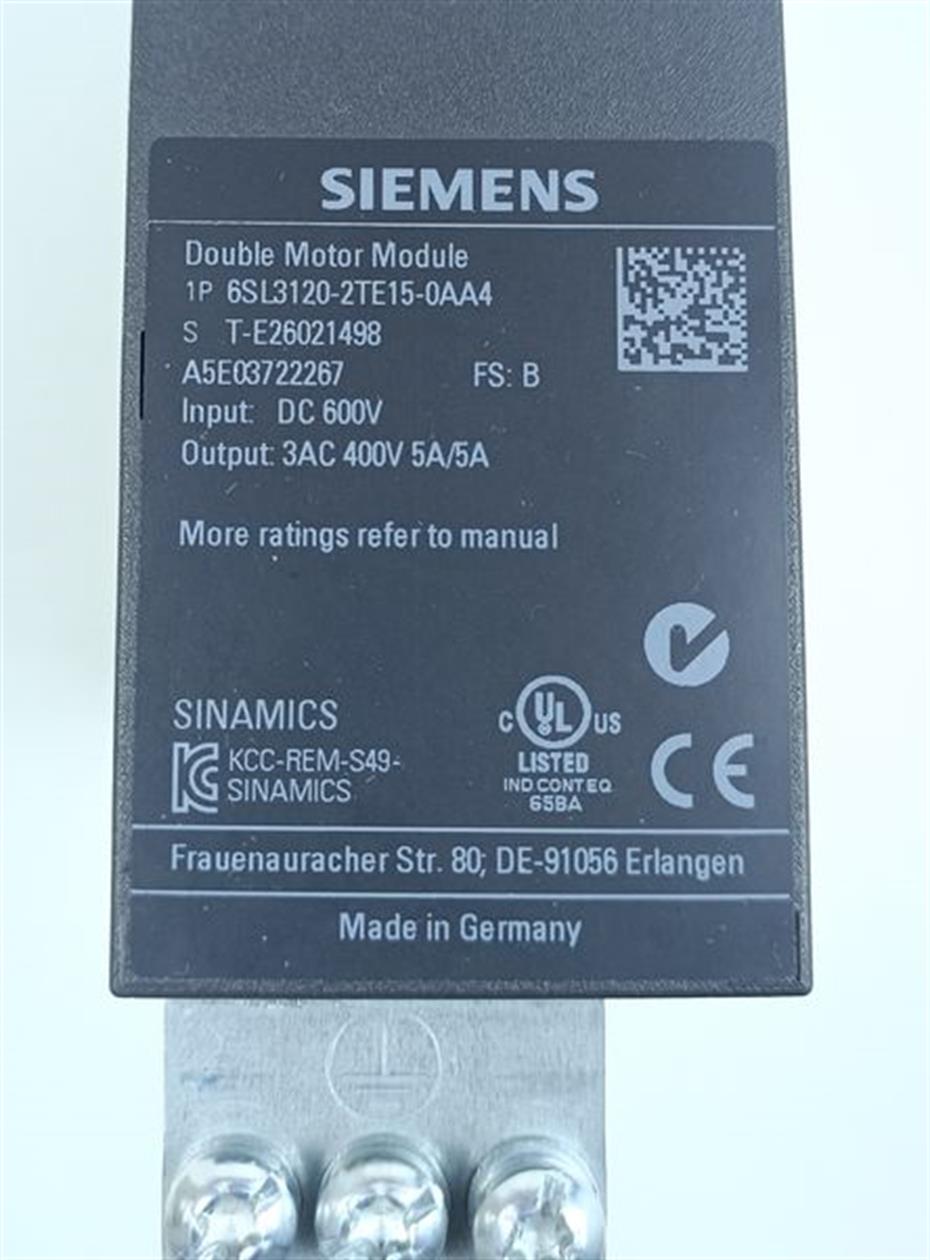 SIEMENS
Double Motor Module
1P 6SL3120-2TE15-0AA4
S T-E26021498
A5E03722267 FS: B
Input: DC 600V
Output: 3AC 400V 5A/5A
More ratings refer to manual
SINAMICS
KCC-REM-S49-
SINAMICS
C UL US
LISTED
IND CONT EQ
65BA
CE
Frauenauracher Str. 80; DE-91056 Erlangen
Made in Germany